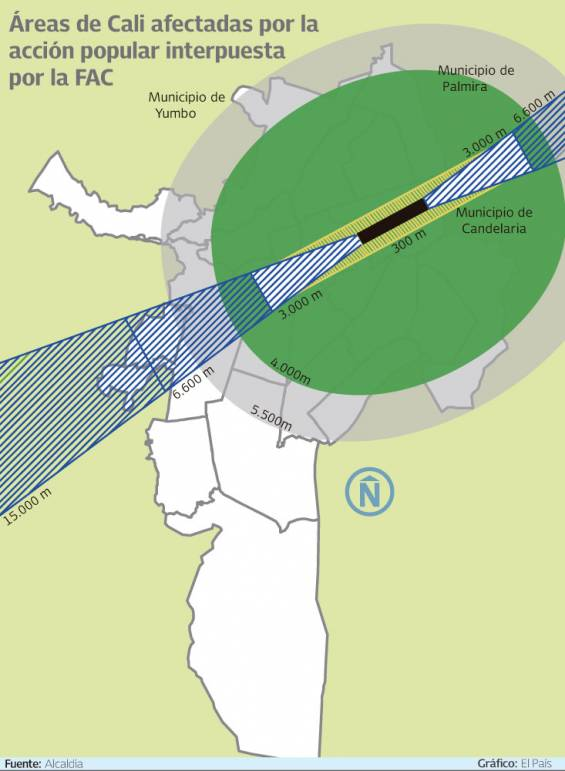 Áreas de Cali afectadas por la
acción popular interpuesta
por la FAC
Municipio de
Palmira
Municipio de
Yumbo
6.600 m
3.000 m
Municipio de
Candelaria
300 m
3.000 m
4.000m
6.600 m
5.500m
N
15.000 m
Fuente: Alcaldía
Gráfico: El País